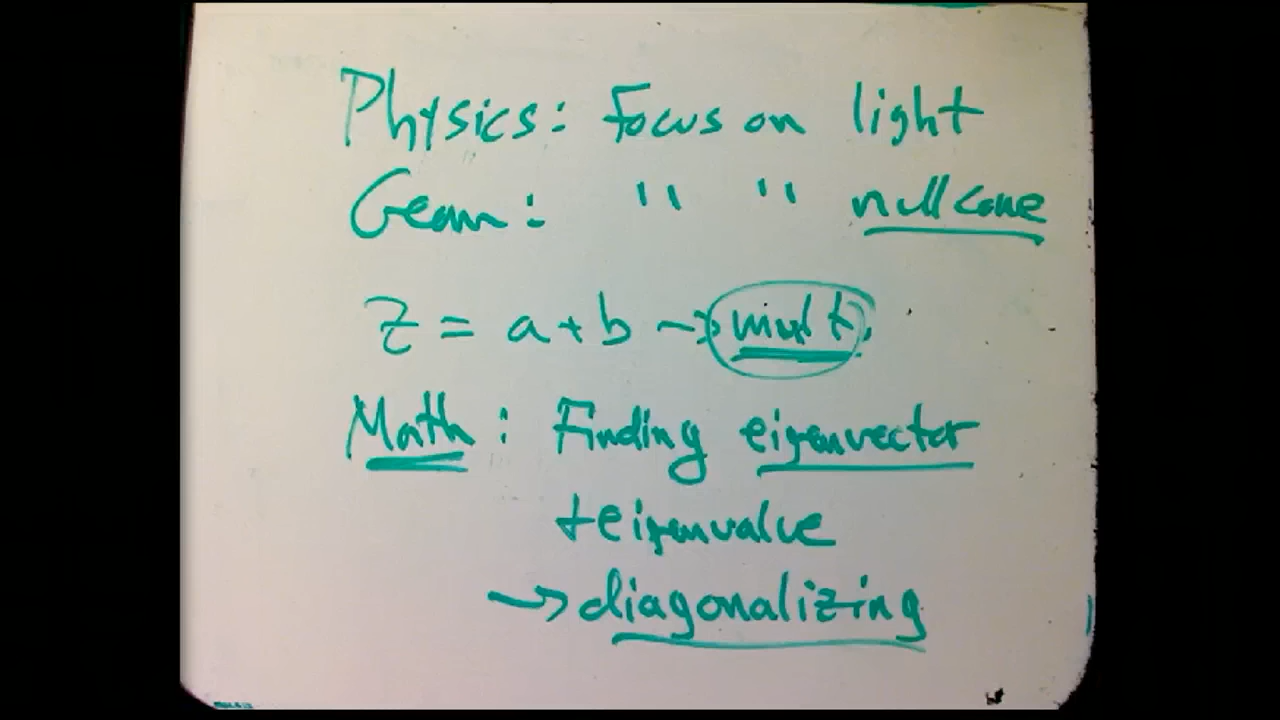 Physics: Focus on light
Geom: " " null cone
z = a + b → mult.
Math: Finding eigenvector
+ eigenvalue
→ diagonalizing